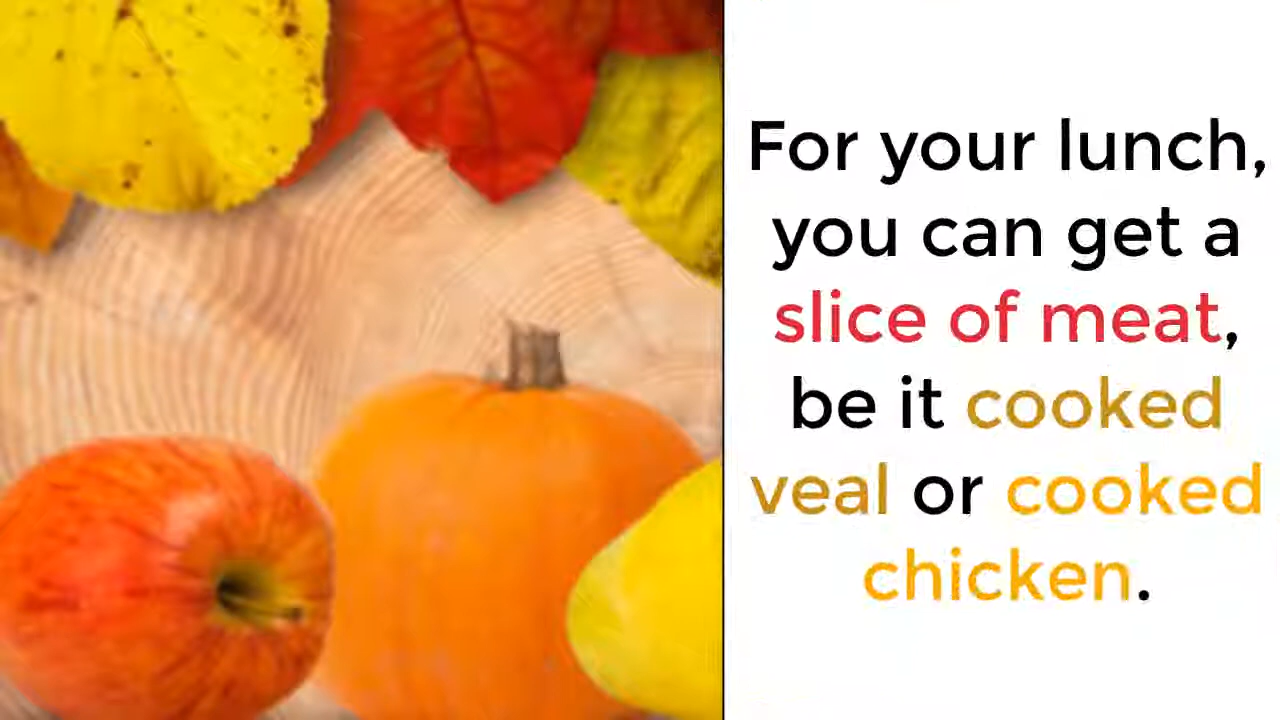 For your lunch,
you can get a
slice of meat,
be it cooked
veal or cooked
chicken.